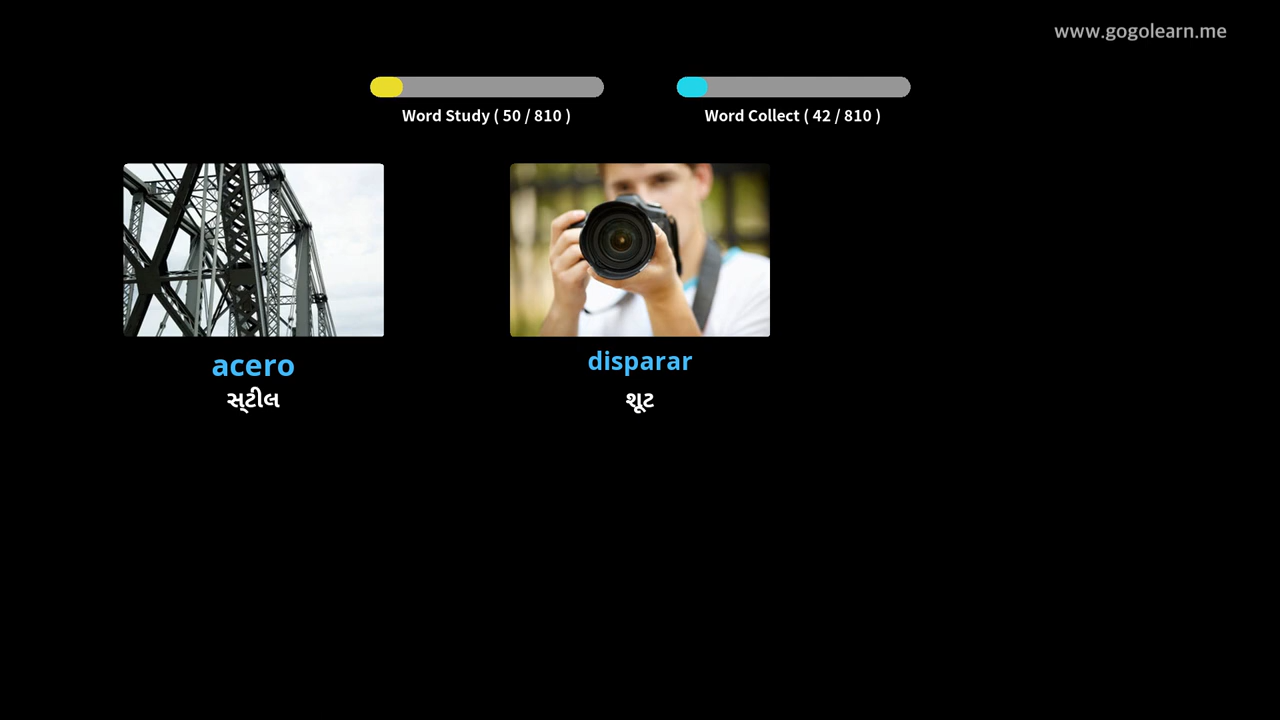 www.gogolearn.me
Word Study ( 50 / 810 )
Word Collect ( 42 / 810 )
acero
સ્ટીલ
disparar
શૂટ